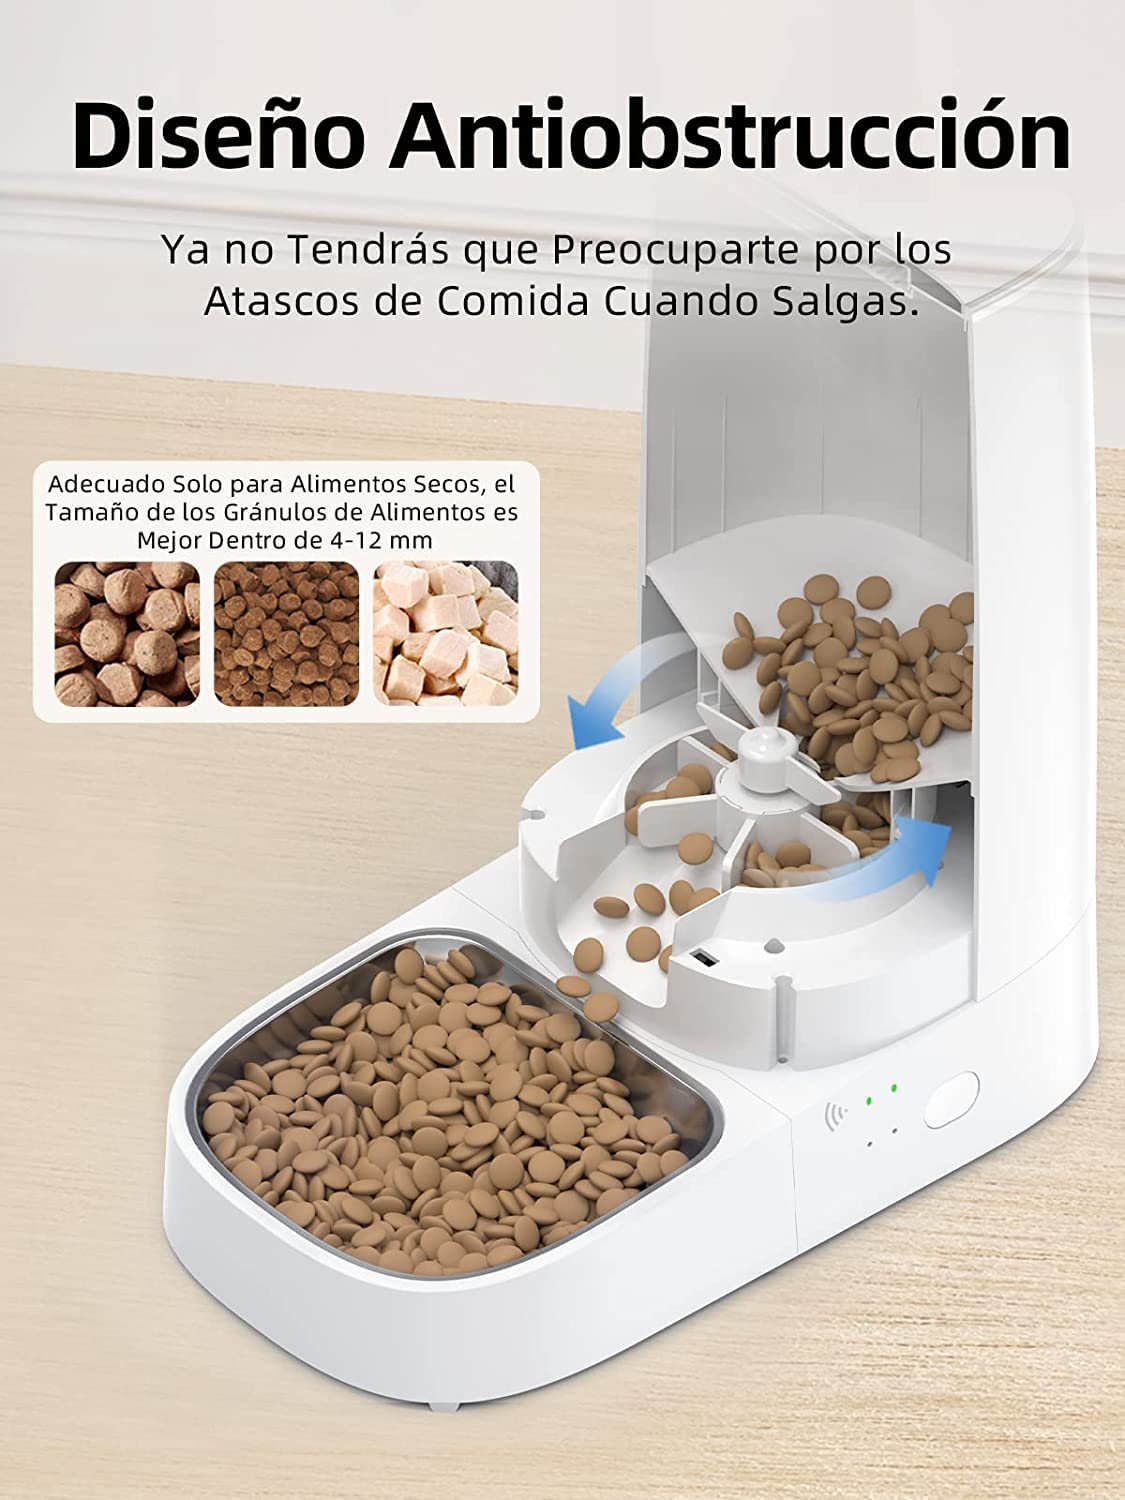 Diseño Antiobstrucción
Ya no Tendrás que Preocuparte por los
Atascos de Comida Cuando Salgas.
Adecuado Solo para Alimentos Secos, el
Tamaño de los Gránulos de Alimentos es
Mejor Dentro de 4-12 mm